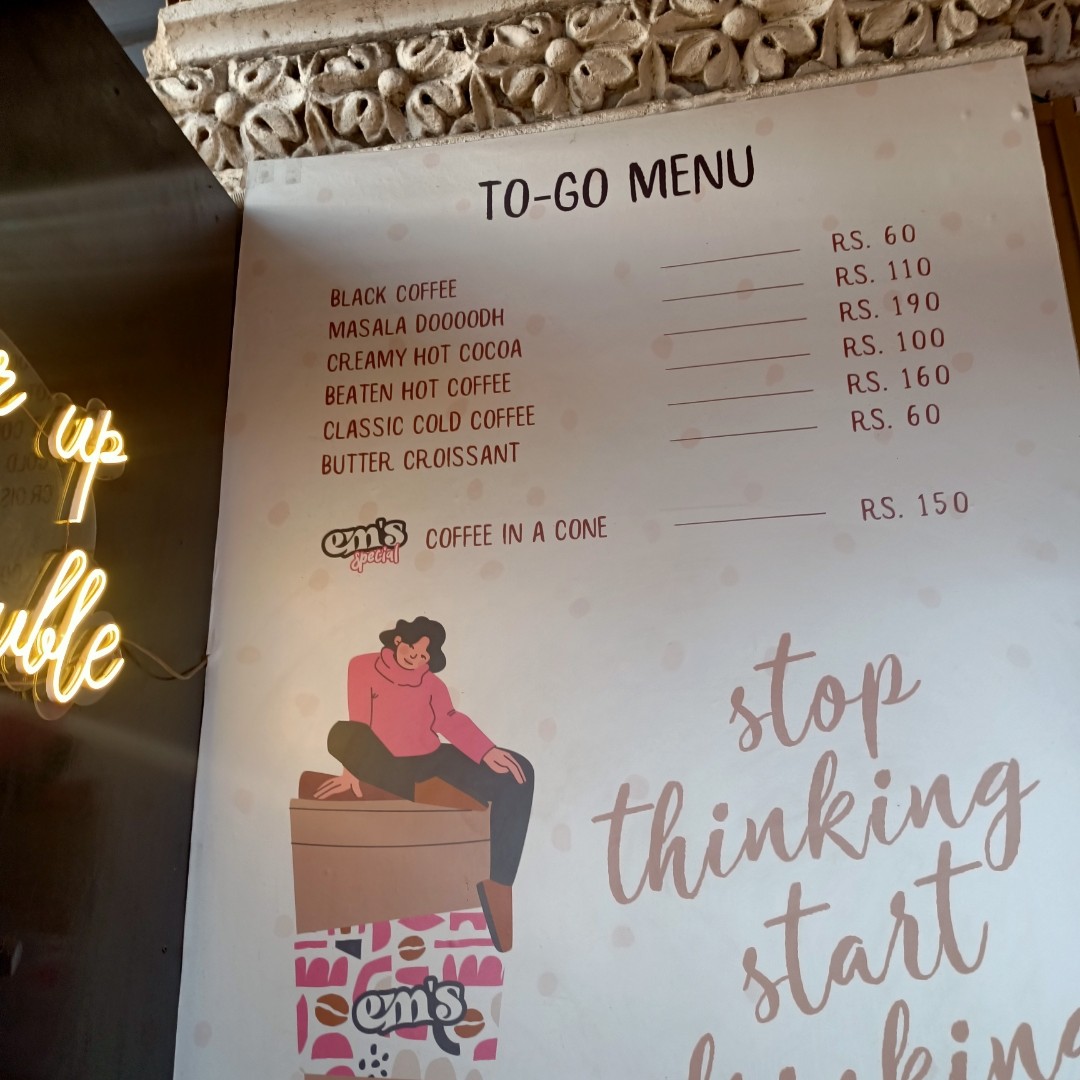 TO-GO MENU
BLACK COFFEE RS. 60
MASALA DOOOODH RS. 110
CREAMY HOT COCOA RS. 190
BEATEN HOT COFFEE RS. 100
CLASSIC COLD COFFEE RS. 160
BUTTER CROISSANT RS. 60
em's special COFFEE IN A CONE RS. 150
up
stop
thinking
start
em's